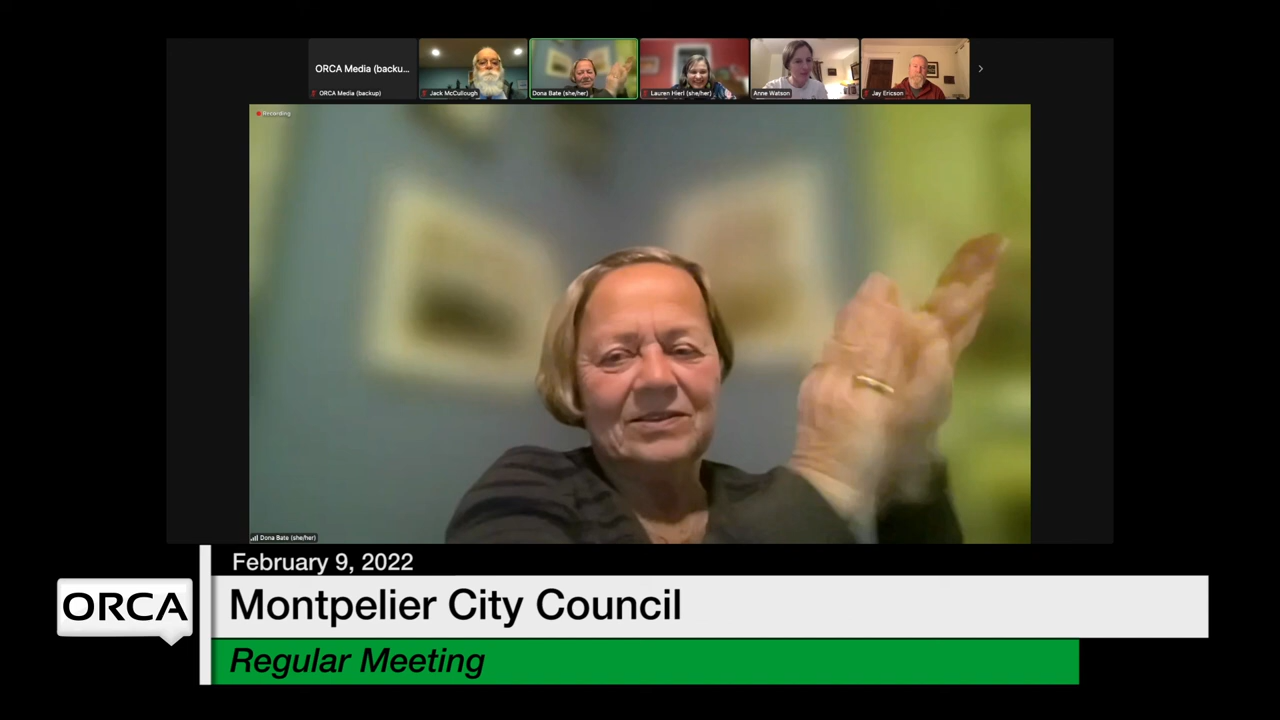 ORCA Media (backu...
ORCA Media (backup)
Jack McCullough
Dona Bate (she/her)
Lauren Hierl (she/her)
Anne Watson
Jay Ericson
Recording
Dona Bate (she/her)
February 9, 2022
ORCA
Montpelier City Council
Regular Meeting